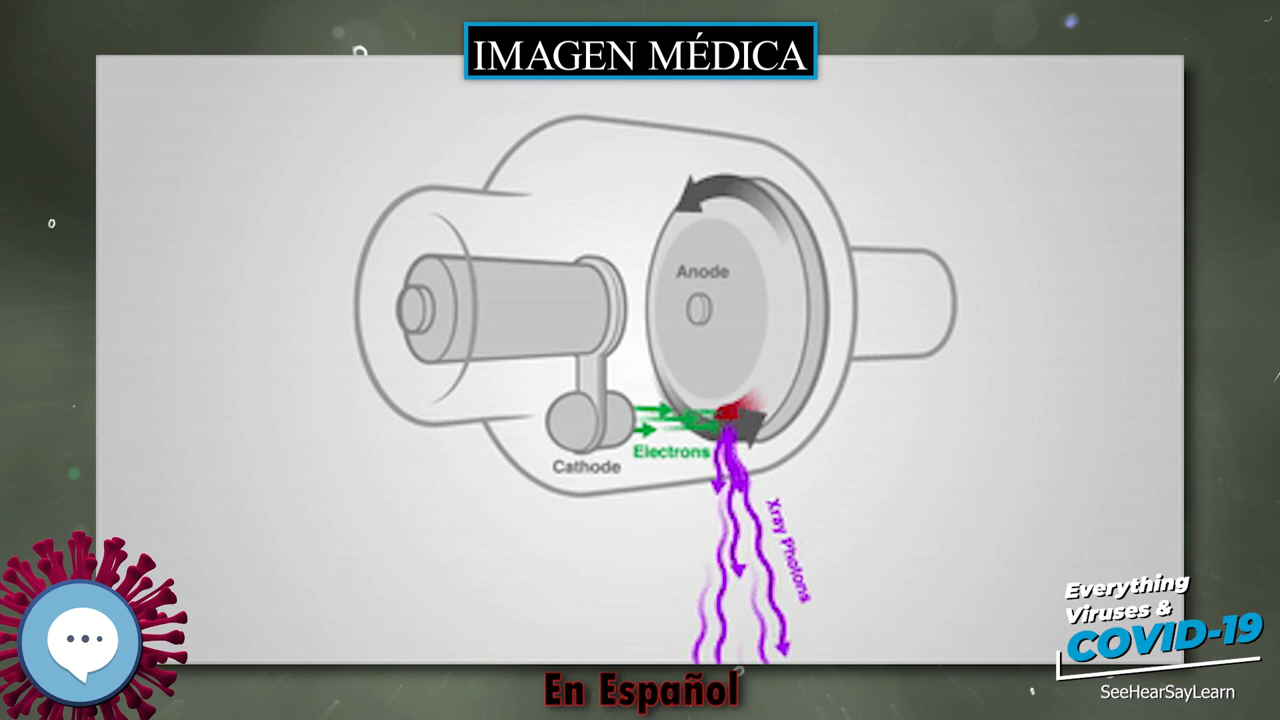 IMAGEN MÉDICA
Anode
Electrons
Cathode
Xray Photons
Everything
Viruses &
COVID-19
SeeHearSayLearn
En Español